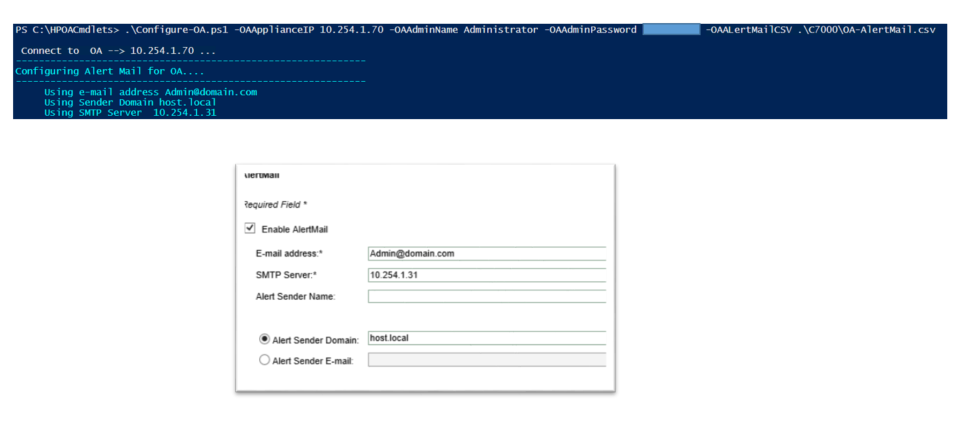 PS C:\HPOACmdlets> .\Configure-OA.ps1 -OAApplianceIP 10.254.1.70 -OAAdminName Administrator -OAAdminPassword -OAALertMailCSV .\C7000\OA-AlertMail.csv
Connect to OA --> 10.254.1.70 ...
----------------------------------------------------------------
Configuring Alert Mail for OA....
----------------------------------------------------------------
Using e-mail address Admin@domain.com
Using Sender Domain host.local
Using SMTP Server 10.254.1.31
AlertMail
Required Field *
Enable AlertMail
E-mail address:* Admin@domain.com
SMTP Server:* 10.254.1.31
Alert Sender Name:
Alert Sender Domain: host.local
Alert Sender E-mail: